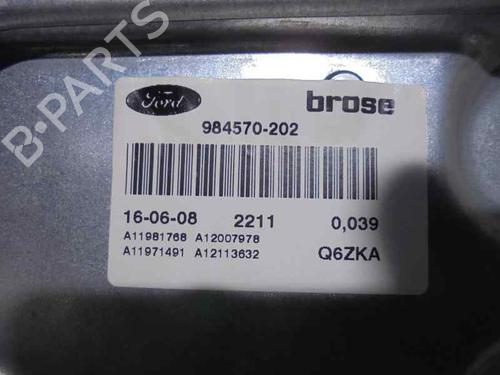 Ford brose
984570-202
16-06-08 2211 0,039
A11981768 A12007978
A11971491 A12113632 Q6ZKA
B-PARTS